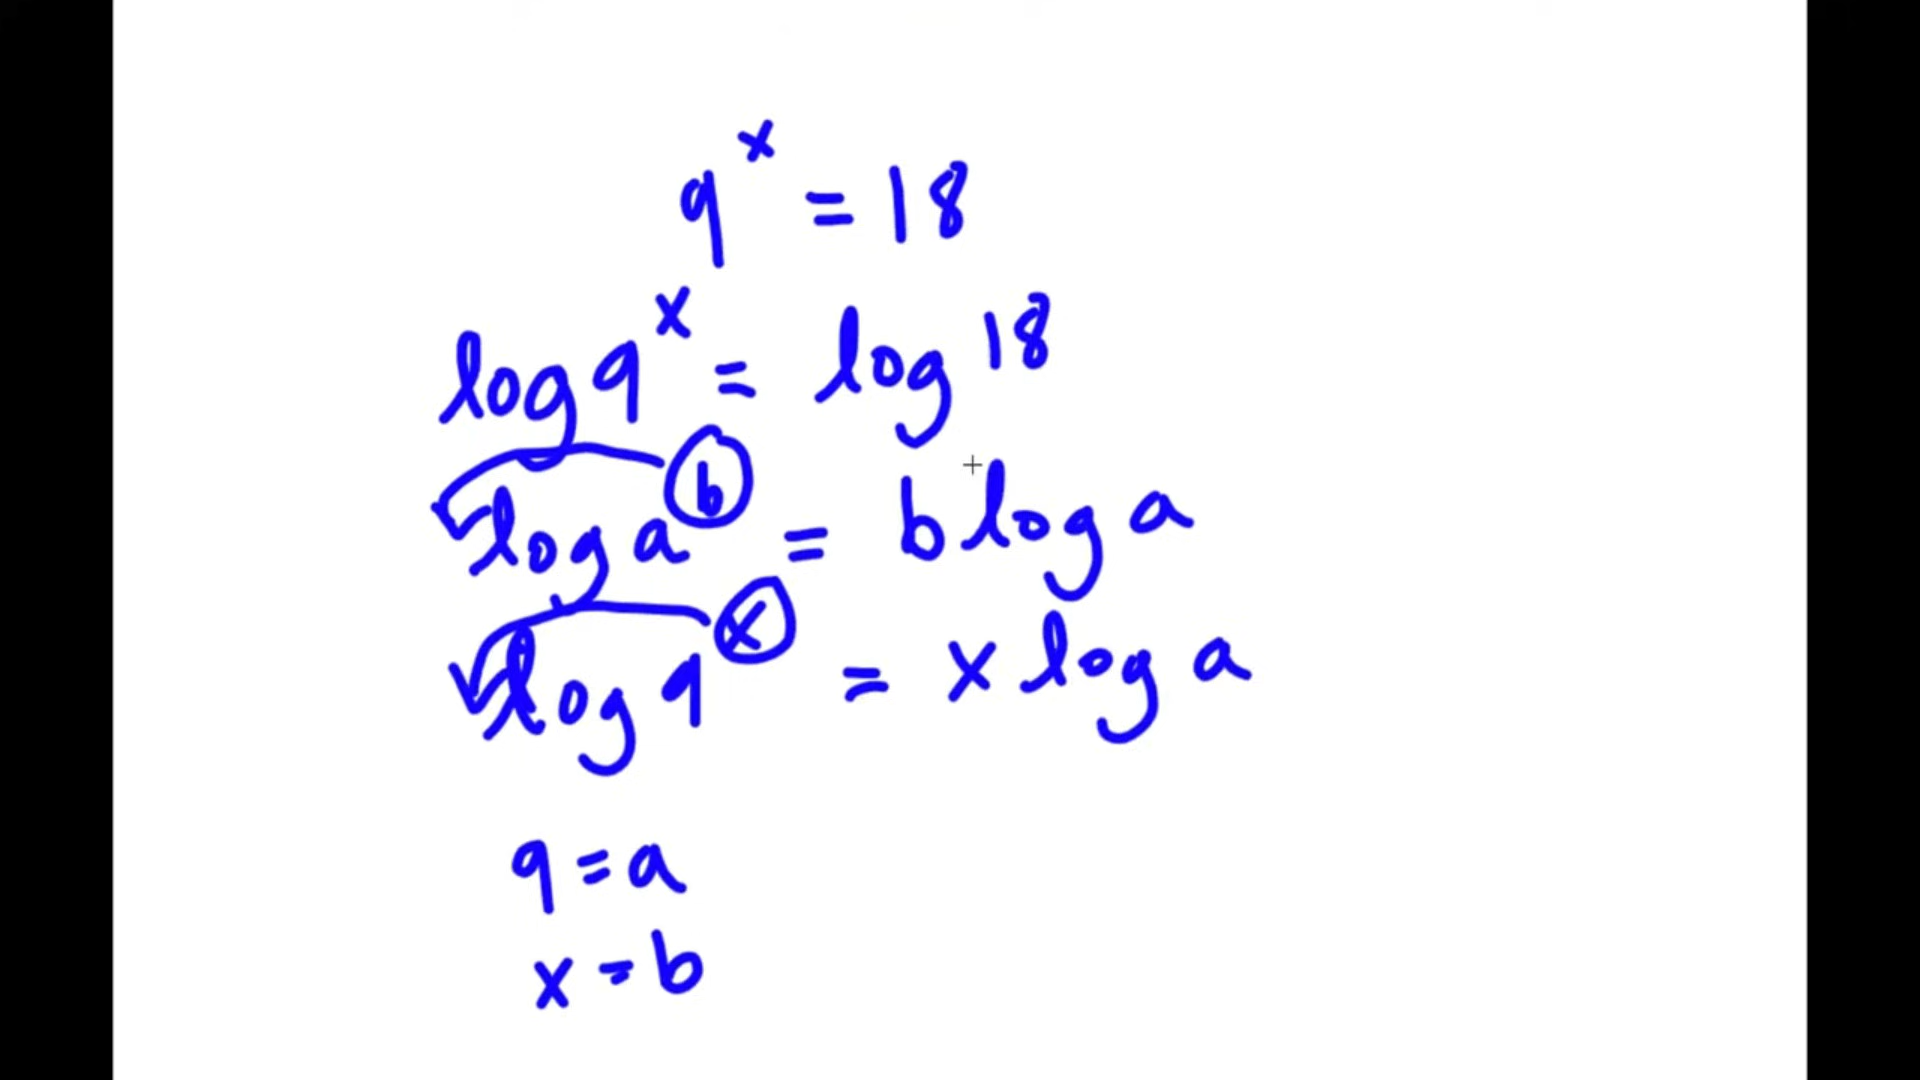 9^x = 18
log 9^x = log 18
log a^b = b log a
log 9^x = x log a
9 = a
x = b